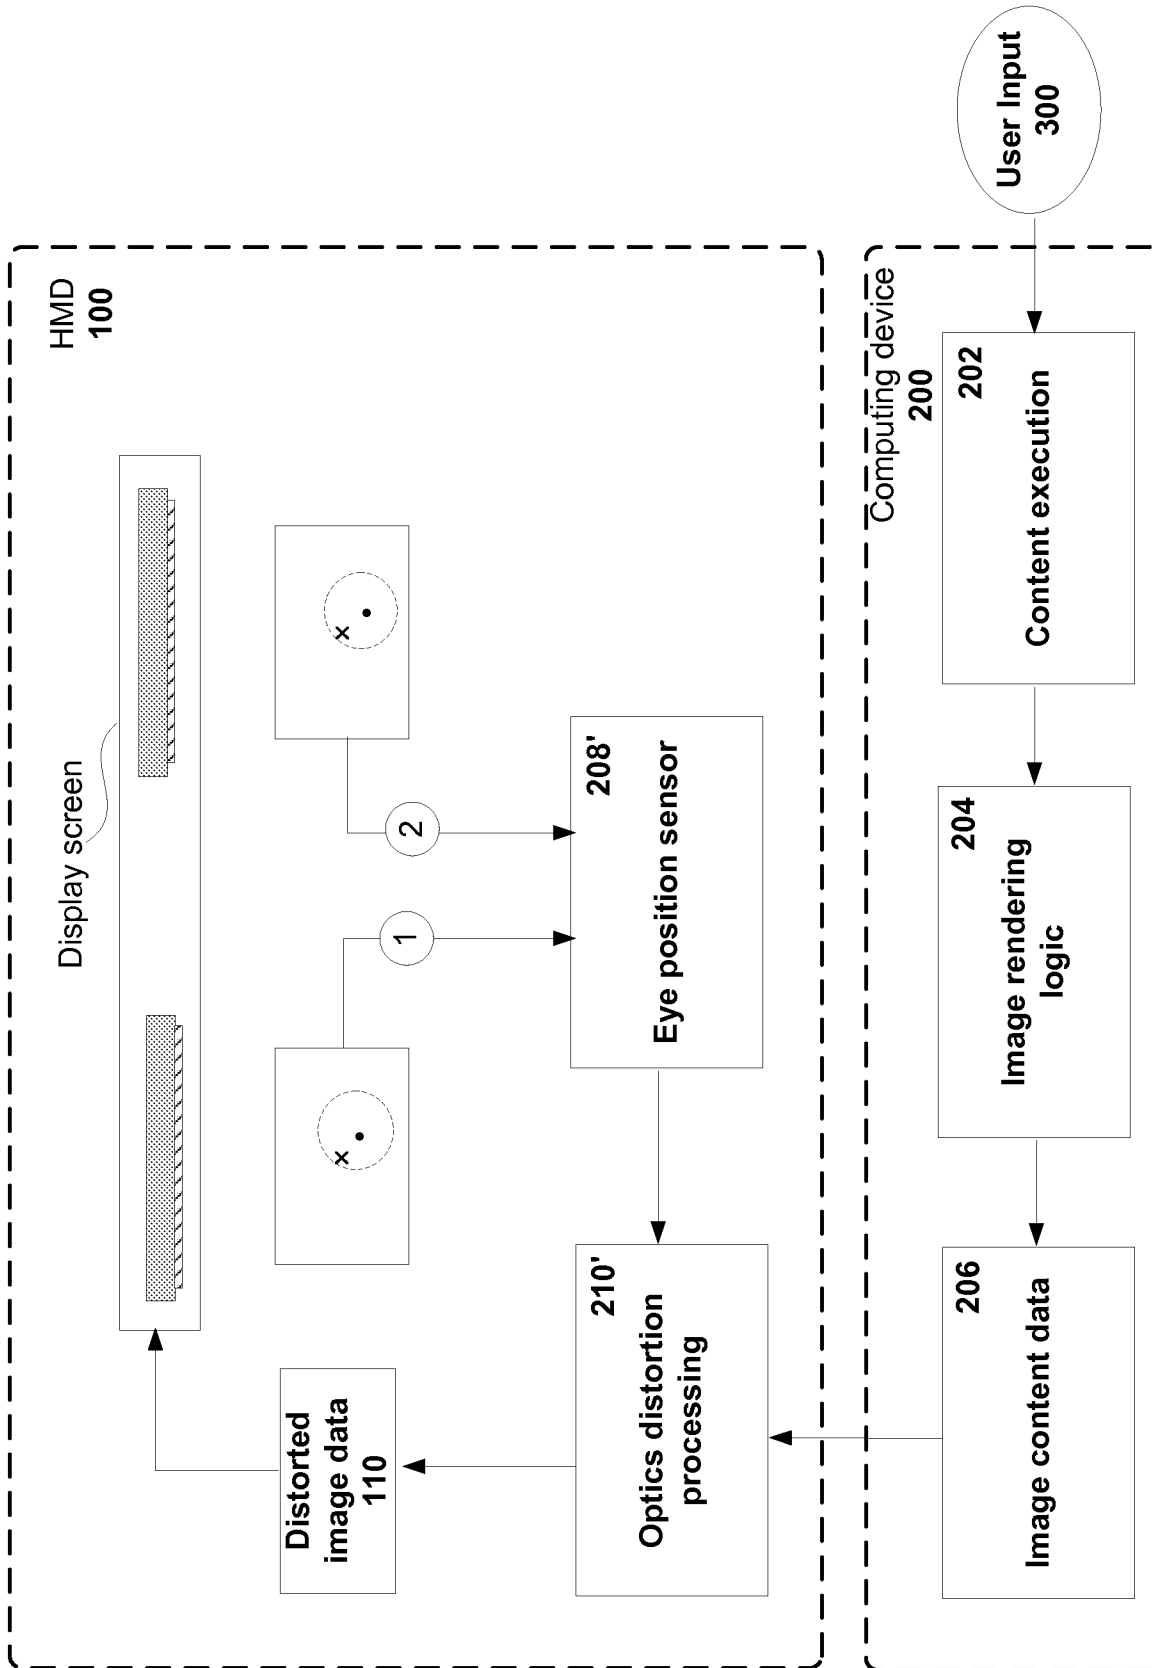 HMD
100
Display screen
Distorted
image data
110
1
2
208'
Eye position sensor
210'
Optics distortion
processing
Computing device
200
206
Image content data
204
Image rendering
logic
202
Content execution
User Input
300